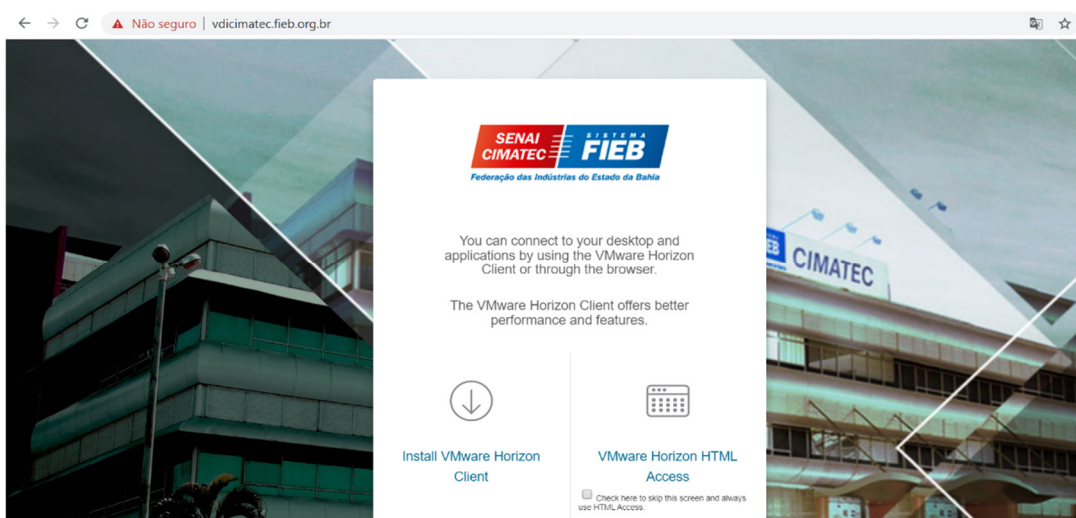 Não seguro | vdicimatec.fieb.org.br
SENAI
CIMATEC
SISTEMA
FIEB
Federação das Indústrias do Estado da Bahia
You can connect to your desktop and
applications by using the VMware Horizon
Client or through the browser.
The VMware Horizon Client offers better
performance and features.
EB CIMATEC
Install VMware Horizon
Client
VMware Horizon HTML
Access
Check here to skip this screen and always
use HTML Access.